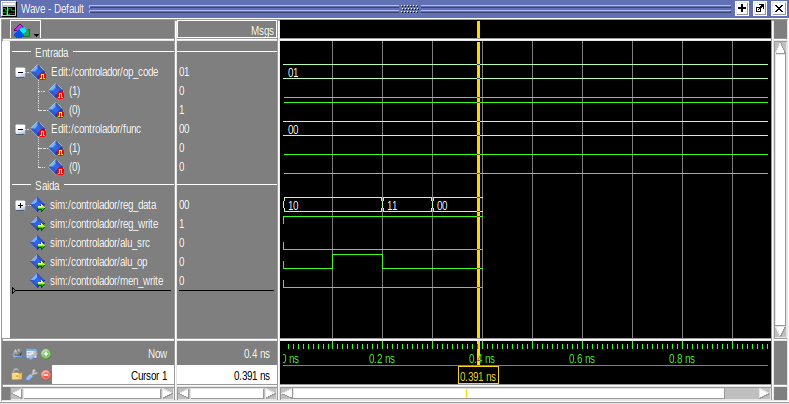 Wave - Default
Msgs
Entrada
Edit:/controlador/op_code 01 01
(1) 0
(0) 1
Edit:/controlador/func 00 00
(1) 0
(0) 0
Saida
sim:/controlador/reg_data 00 10 11 00
sim:/controlador/reg_write 1
sim:/controlador/alu_src 0
sim:/controlador/alu_op 0
sim:/controlador/men_write 0
Now 0.4 ns 0 ns 0.2 ns 0.4 ns 0.6 ns 0.8 ns
Cursor 1 0.391 ns 0.391 ns